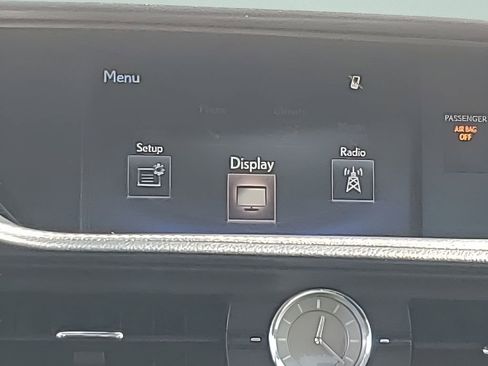 Menu
PASSENGER
AIR BAG
OFF
Setup
Display
Radio